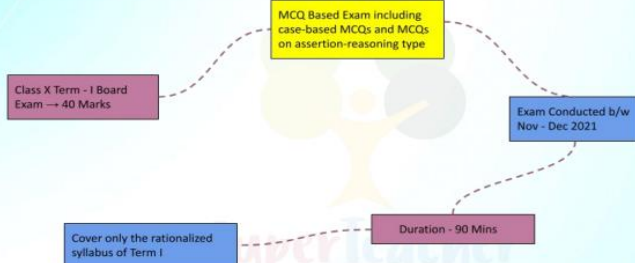 MCQ Based Exam including
case-based MCQs and MCQs
on assertion-reasoning type
Class X Term - I Board
Exam → 40 Marks
Exam Conducted b/w
Nov - Dec 2021
Duration - 90 Mins
Cover only the rationalized
syllabus of Term I